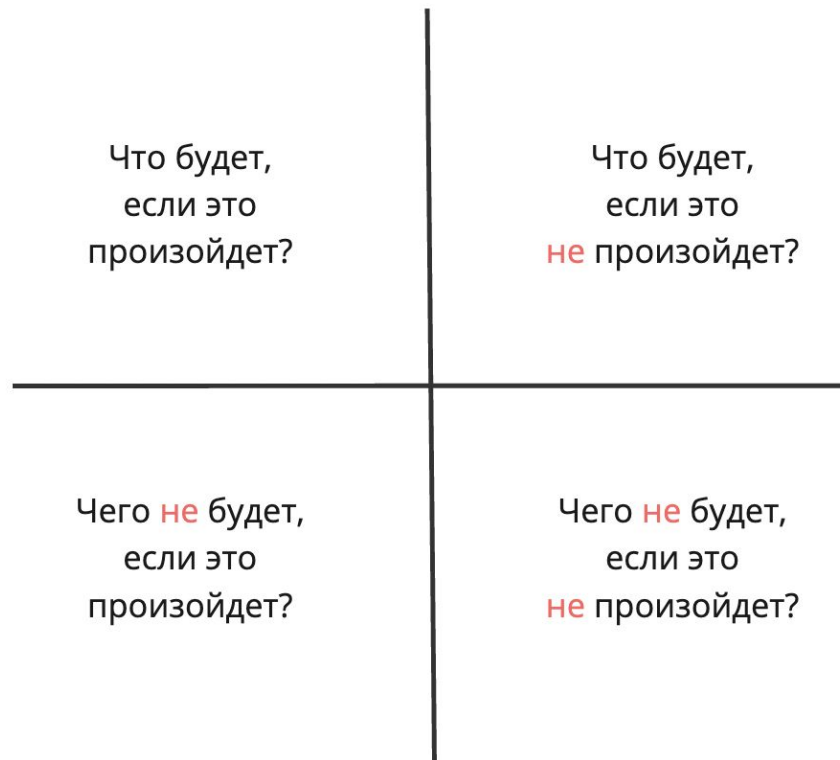 Что будет,
если это
произойдет?
Что будет,
если это
не произойдет?
Чего не будет,
если это
произойдет?
Чего не будет,
если это
не произойдет?